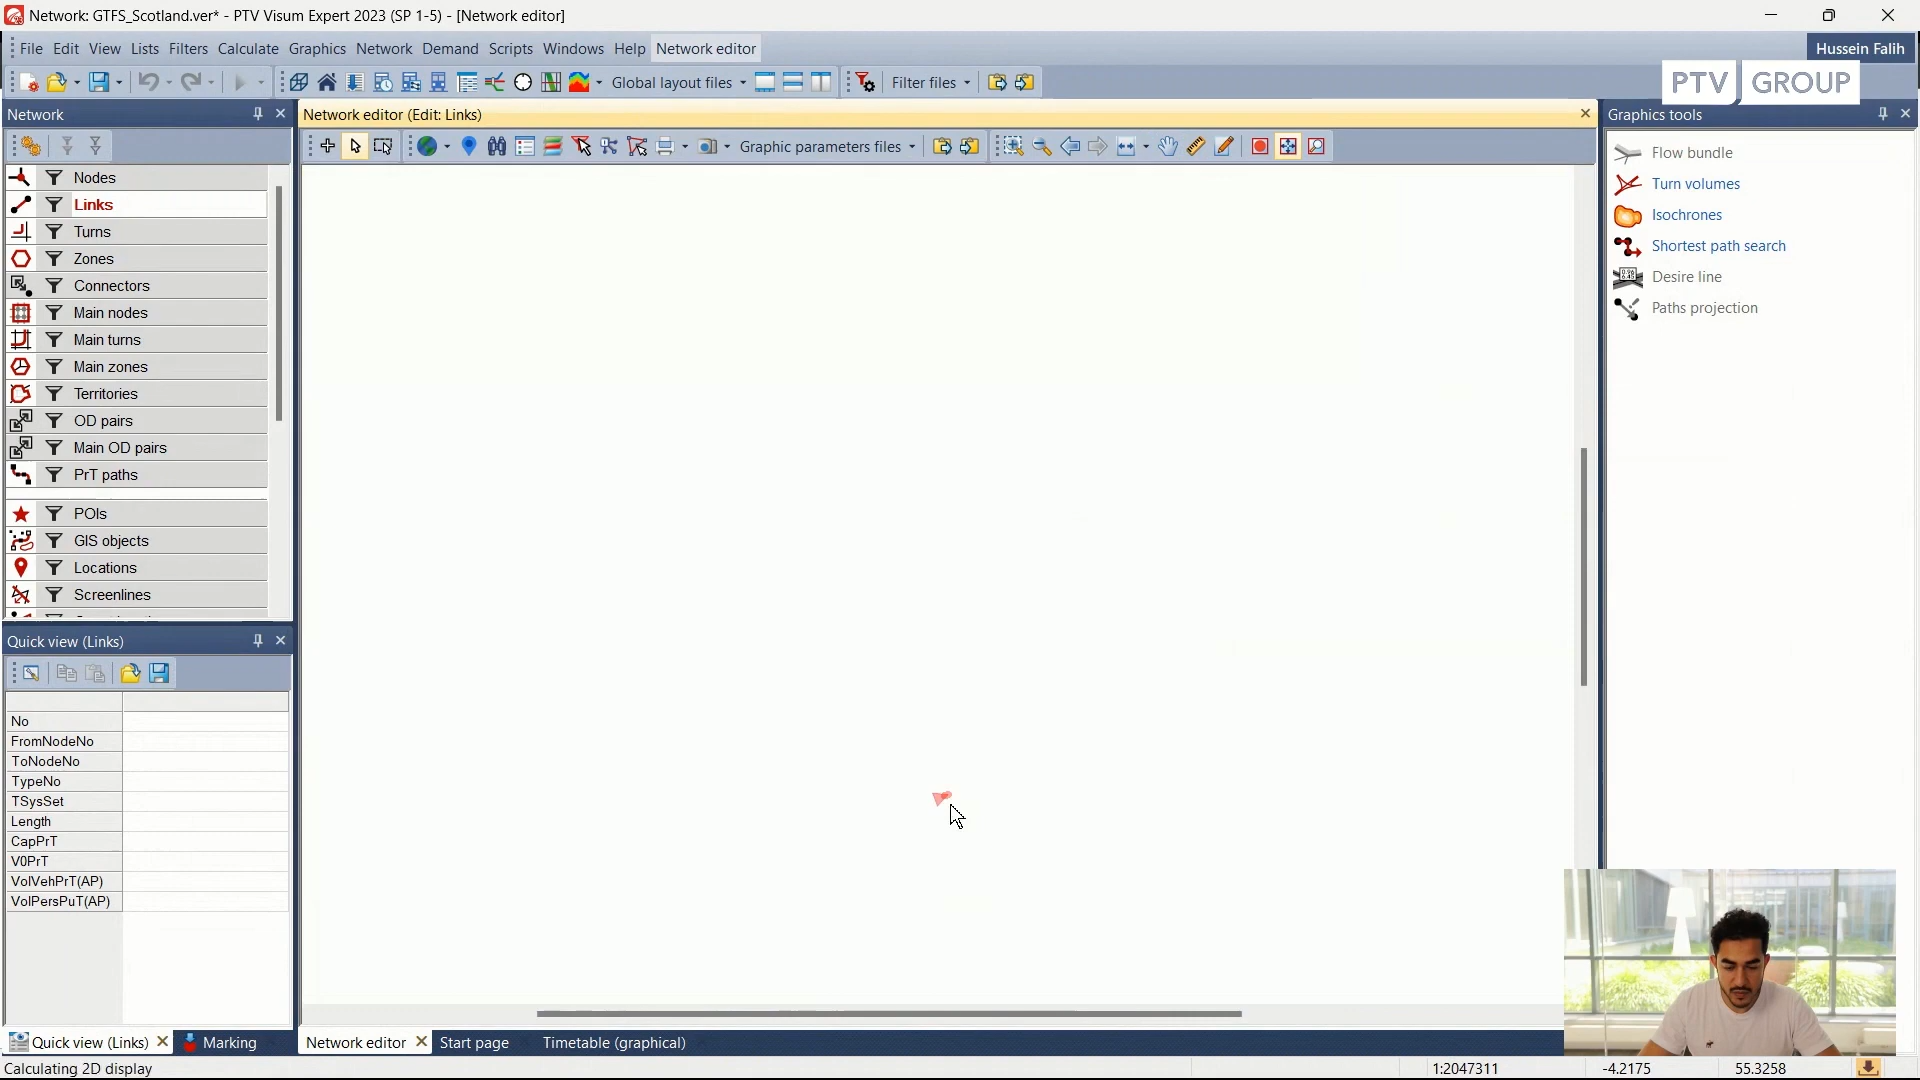 Network: GTFS_Scotland.ver* - PTV Visum Expert 2023 (SP 1-5) - [Network editor]
File Edit View Lists Filters Calculate Graphics Network Demand Scripts Windows Help Network editor
Hussein Falih
Global layout files
Filter files
PTV GROUP
Network
Network editor (Edit: Links)
Graphics tools
Graphic parameters files
Nodes
Links
Turns
Zones
Connectors
Main nodes
Main turns
Main zones
Territories
OD pairs
Main OD pairs
PrT paths
POIs
GIS objects
Locations
Screenlines
Flow bundle
Turn volumes
Isochrones
Shortest path search
Desire line
Paths projection
Quick view (Links)
No
FromNodeNo
ToNodeNo
TypeNo
TSysSet
Length
CapPrT
V0PrT
VolVehPrT(AP)
VolPersPuT(AP)
Quick view (Links) Marking
Network editor Start page Timetable (graphical)
Calculating 2D display
1:2047311 -4.2175 55.3258